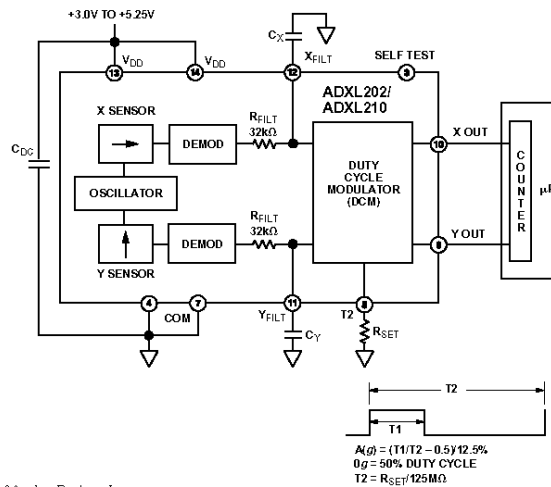 +3.0V TO +5.25V
CX
XFILT
SELF TEST
VDD
VDD
13
14
12
3
ADXL202/
ADXL210
X SENSOR
RFILT
32kΩ
DEMOD
CDC
OSCILLATOR
DUTY
CYCLE
MODULATOR
(DCM)
10
X OUT
COUNTER
RFILT
32kΩ
DEMOD
Y OUT
Y SENSOR
4
COM
7
YFILT
11
T2
CY
RSET
T2
T1
A(g) = (T1/T2 – 0.5)/12.5%
0g = 50% DUTY CYCLE
T2 = RSET/125MΩ